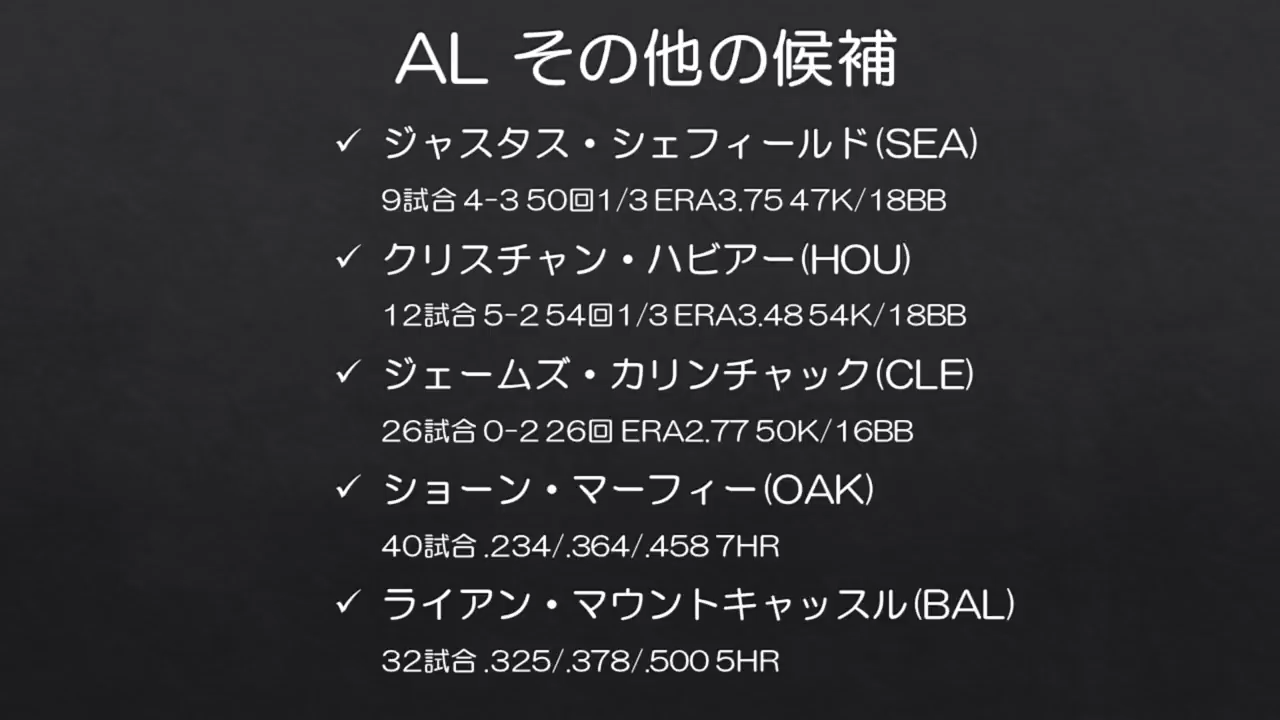 AL その他の候補
✓ ジャスタス・シェフィールド(SEA)
9試合 4-3 50回1/3 ERA3.75 47K/18BB
✓ クリスチャン・ハビアー(HOU)
12試合 5-2 54回1/3 ERA3.48 54K/18BB
✓ ジェームズ・カリンチャック(CLE)
26試合 0-2 26回 ERA2.77 50K/16BB
✓ ショーン・マーフィー(OAK)
40試合 .234/.364/.458 7HR
✓ ライアン・マウントキャッスル(BAL)
32試合 .325/.378/.500 5HR